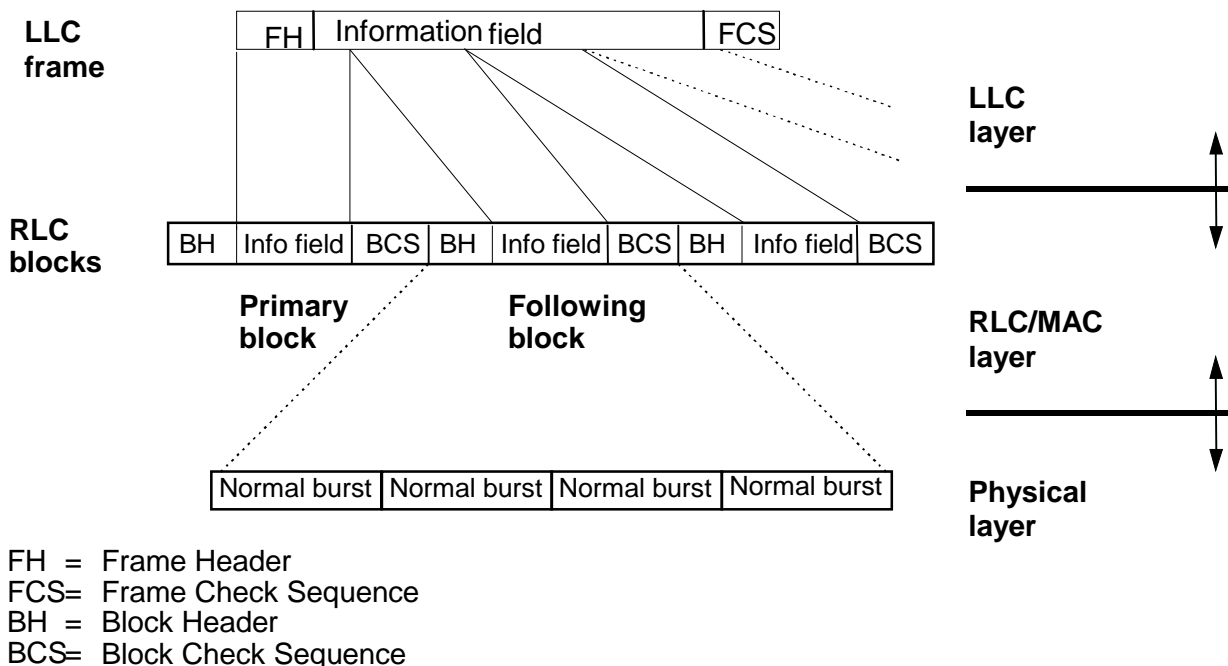 LLC
frame
FH Information field FCS
LLC
layer
RLC
blocks
BH Info field BCS BH Info field BCS BH Info field BCS
Primary
block
Following
block
RLC/MAC
layer
Normal burst Normal burst Normal burst Normal burst
Physical
layer
FH = Frame Header
FCS= Frame Check Sequence
BH = Block Header
BCS= Block Check Sequence